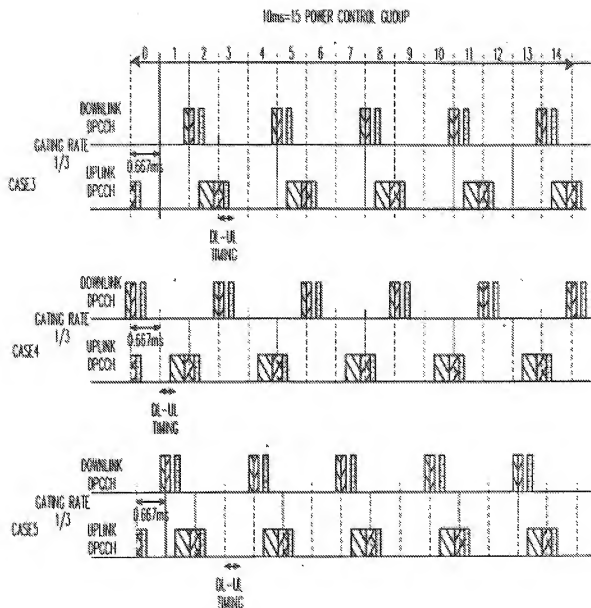 10ms=15 POWER CONTROL GUOUP
0 1 2 3 4 5 6 7 8 9 10 11 12 13 14
DOWNLINK
DPCCH
GATING RATE
1/3
0.667ms
CASE3
UPLINK
DPCCH
DL-UL
TIMING
DOWNLINK
DPCCH
GATING RATE
1/3
0.667ms
CASE4
UPLINK
DPCCH
DL-UL
TIMING
DOWNLINK
DPCCH
GATING RATE
1/3
0.667ms
CASE5
UPLINK
DPCCH
DL-UL
TIMING